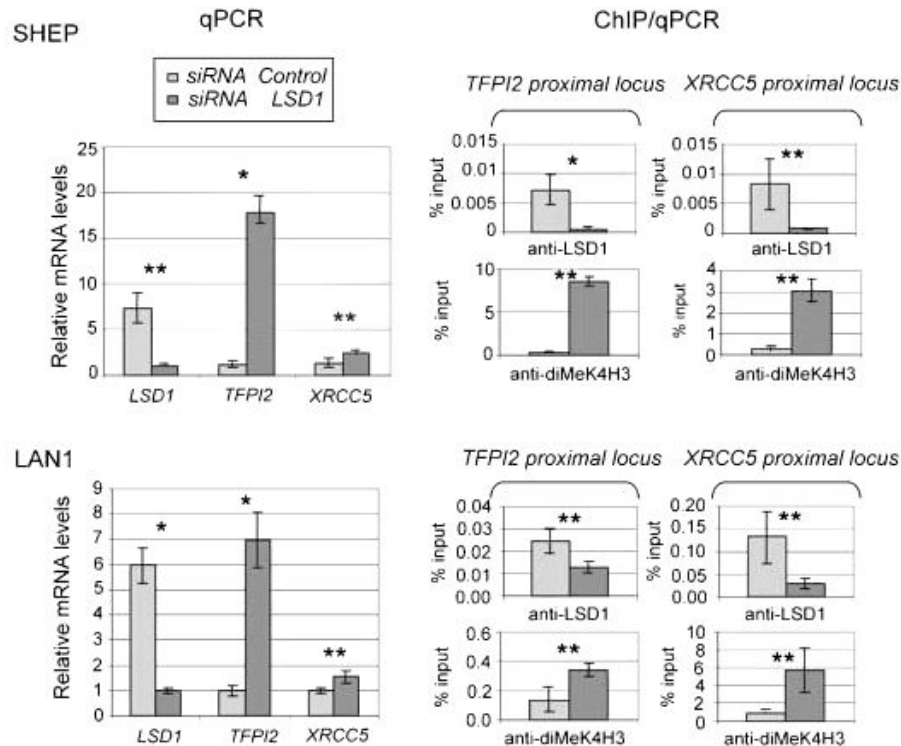 SHEP
qPCR
ChIP/qPCR
siRNA Control
siRNA LSD1
Relative mRNA levels
25
20
15
10
5
0
**
*
**
LSD1 TFPI2 XRCC5
TFPI2 proximal locus
% input
0.015
0.01
0.005
0
*
anti-LSD1
% input
10
5
0
**
anti-diMeK4H3
XRCC5 proximal locus
% input
0.015
0.01
0.005
0
**
anti-LSD1
% input
4
3
2
1
0
**
anti-diMeK4H3
LAN1
Relative mRNA levels
9
8
7
6
5
4
3
2
1
0
*
*
**
LSD1 TFPI2 XRCC5
TFPI2 proximal locus
% input
0.04
0.03
0.02
0.01
0.00
**
anti-LSD1
% input
0.6
0.4
0.2
0.0
**
anti-diMeK4H3
XRCC5 proximal locus
% input
0.20
0.15
0.10
0.05
0.00
**
anti-LSD1
% input
10
8
6
4
2
0
**
anti-diMeK4H3